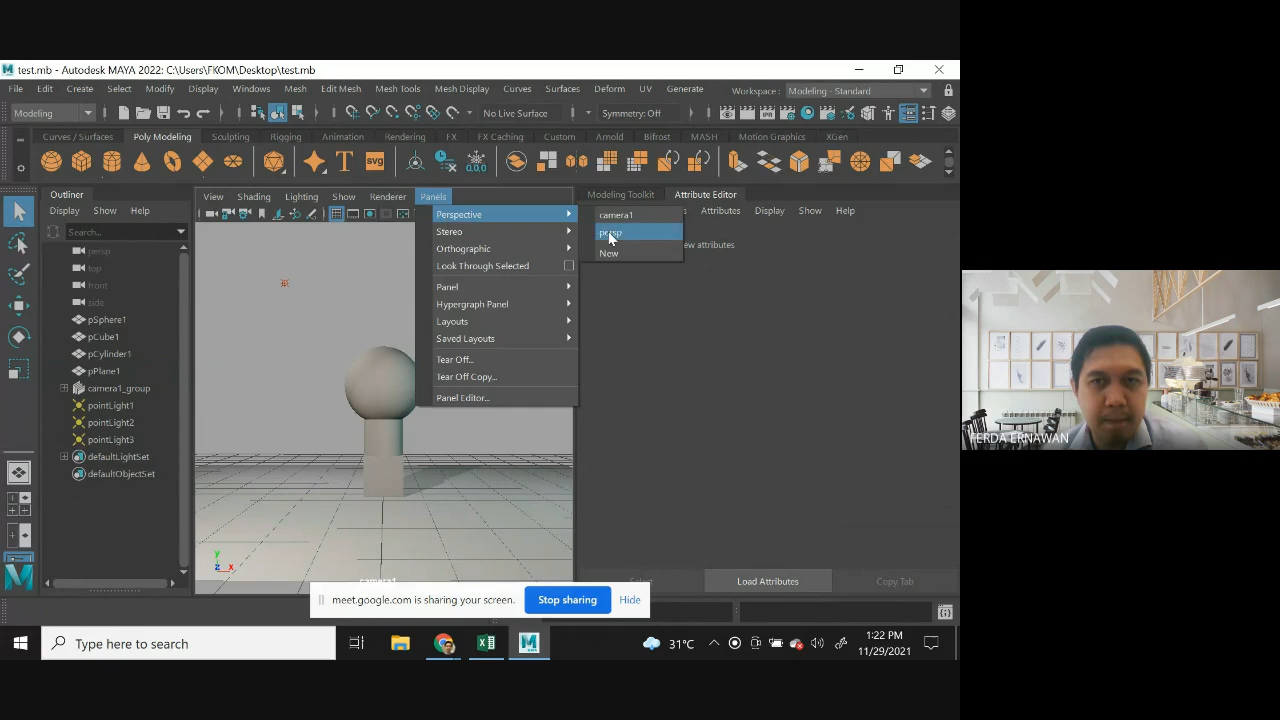 test.mb - Autodesk MAYA 2022: C:\Users\FKOM\Desktop\test.mb
File Edit Create Select Modify Display Windows Mesh Edit Mesh Mesh Tools Mesh Display Curves Surfaces Deform UV Generate Workspace : Modeling - Standard
Modeling No Live Surface Symmetry: Off
Curves / Surfaces Poly Modeling Sculpting Rigging Animation Rendering FX FX Caching Custom Arnold Bifrost MASH Motion Graphics XGen
T svg 0,0,0
Outliner View Shading Lighting Show Renderer Panels Modeling Toolkit Attribute Editor
Display Show Help Perspective camera1 Attributes Display Show Help
Search... Stereo persp
persp Orthographic New attributes
top Look Through Selected
front Panel
side Hypergraph Panel
pSphere1 Layouts
pCube1 Saved Layouts
pCylinder1 Tear Off...
pPlane1 Tear Off Copy...
camera1_group Panel Editor...
pointLight1
pointLight2
pointLight3
defaultLightSet
defaultObjectSet
FERDA ERNAWAN
y
z x
camera1
Select Load Attributes Copy Tab
meet.google.com is sharing your screen. Stop sharing Hide
Type here to search 31°C 1:22 PM
11/29/2021